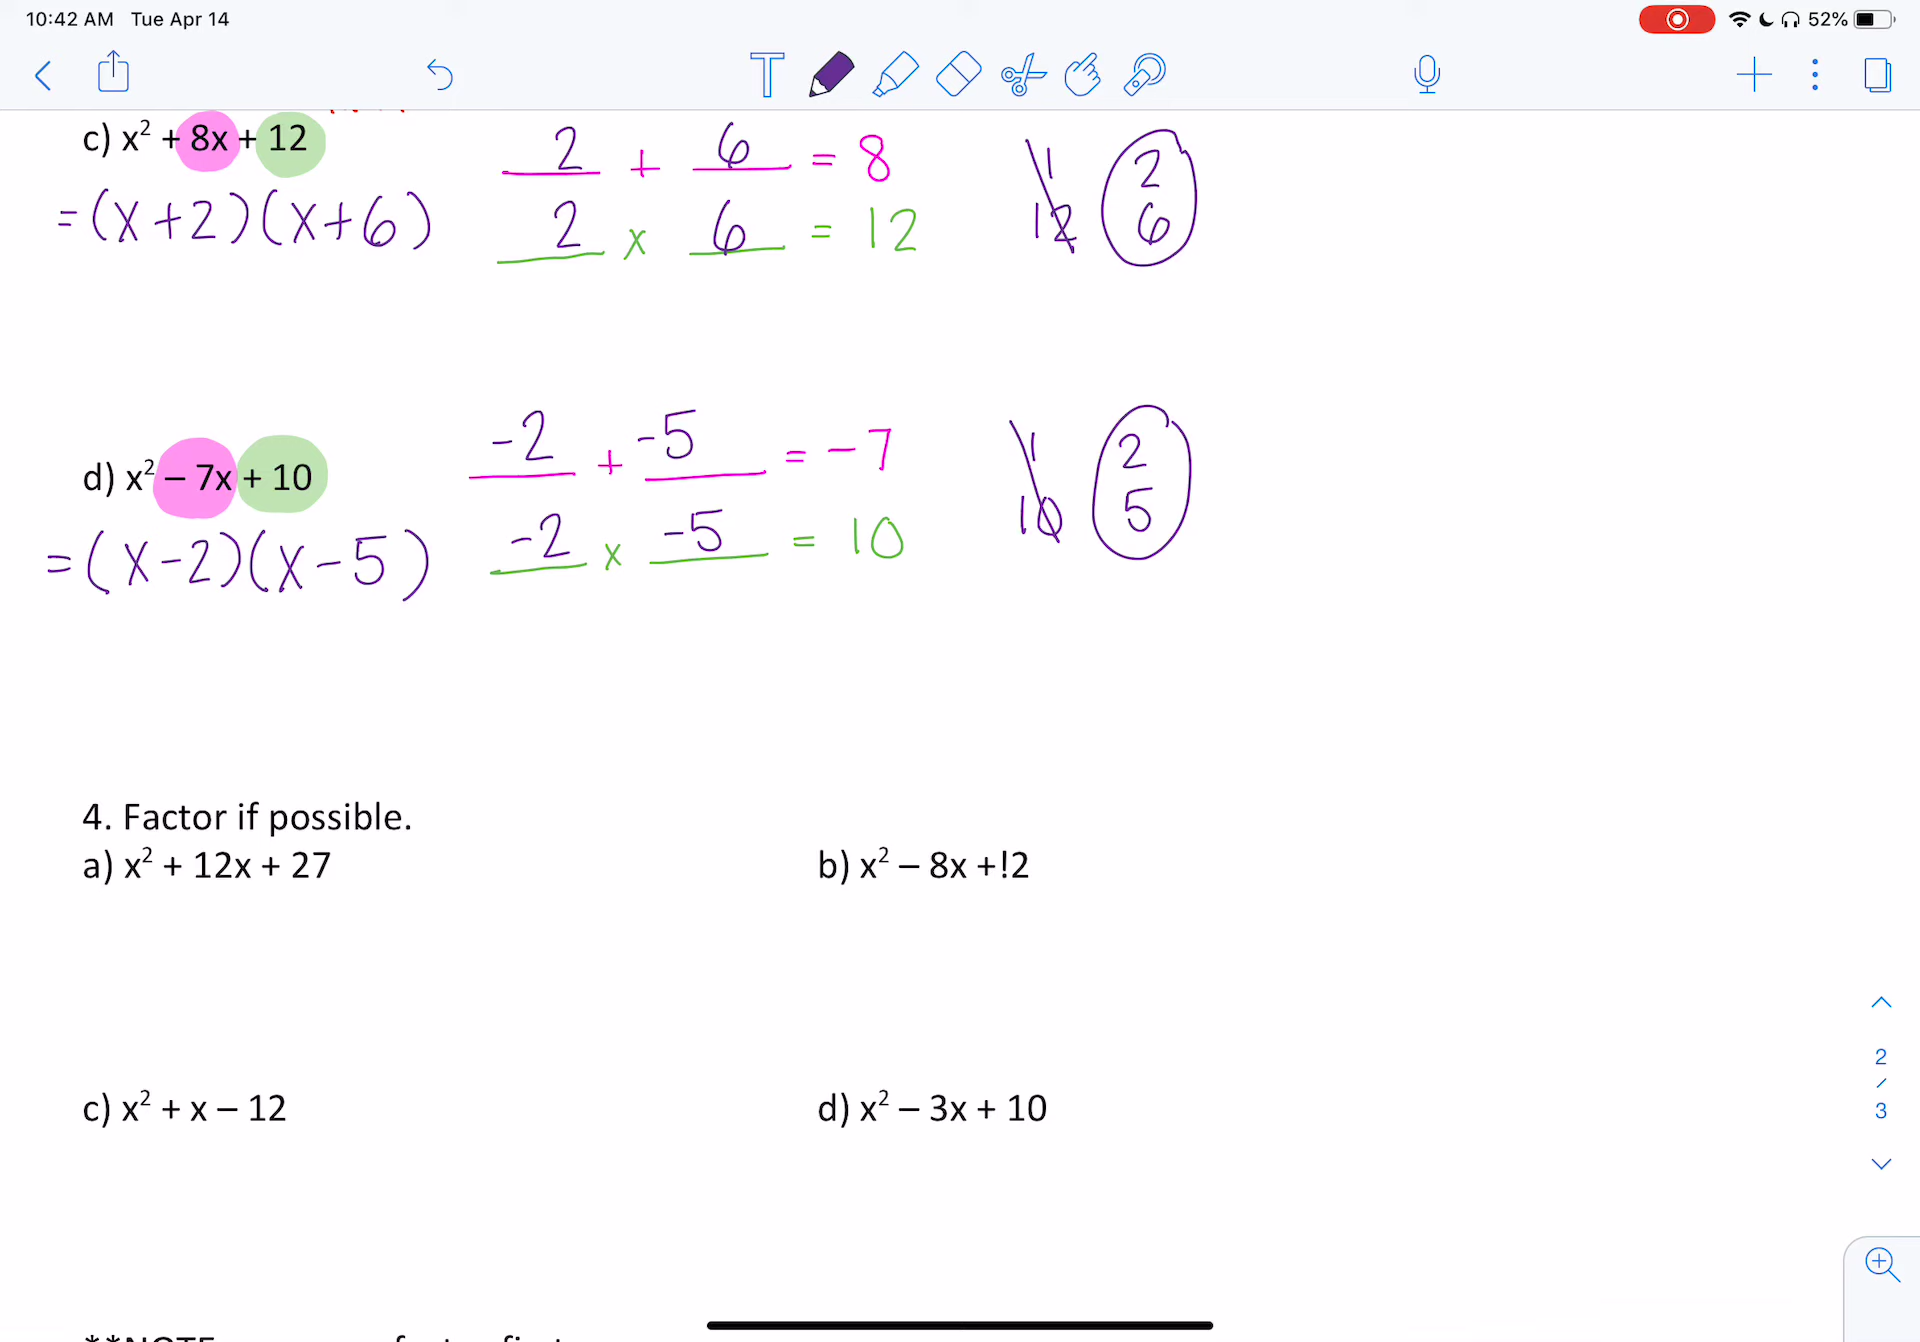 10:42 AM Tue Apr 14
52%
c) x² + 8x + 12
2 + 6 = 8
1 2
= (x+2)(x+6)
2 x 6 = 12
12 6
d) x² – 7x + 10
-2 + -5 = -7
1 2
= (x-2)(x-5)
-2 x -5 = 10
10 5
4. Factor if possible.
a) x² + 12x + 27
b) x² – 8x +!2
c) x² + x – 12
d) x² – 3x + 10
2
/
3